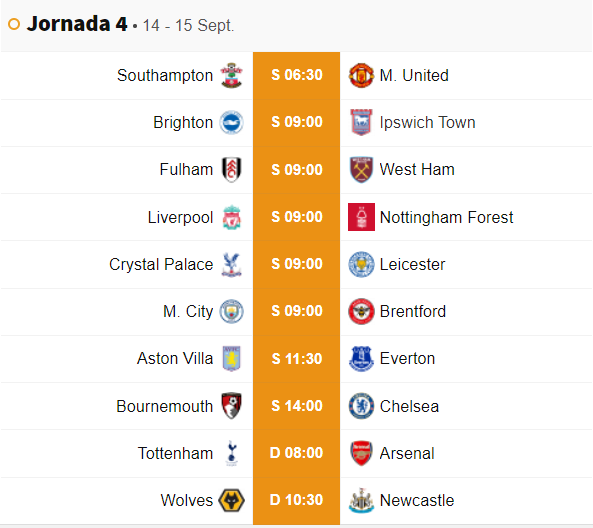 Jornada 4 • 14 - 15 Sept.
Southampton S 06:30 M. United
Brighton S 09:00 Ipswich Town
Fulham S 09:00 West Ham
Liverpool S 09:00 Nottingham Forest
Crystal Palace S 09:00 Leicester
M. City S 09:00 Brentford
Aston Villa S 11:30 Everton
Bournemouth S 14:00 Chelsea
Tottenham D 08:00 Arsenal
Wolves D 10:30 Newcastle